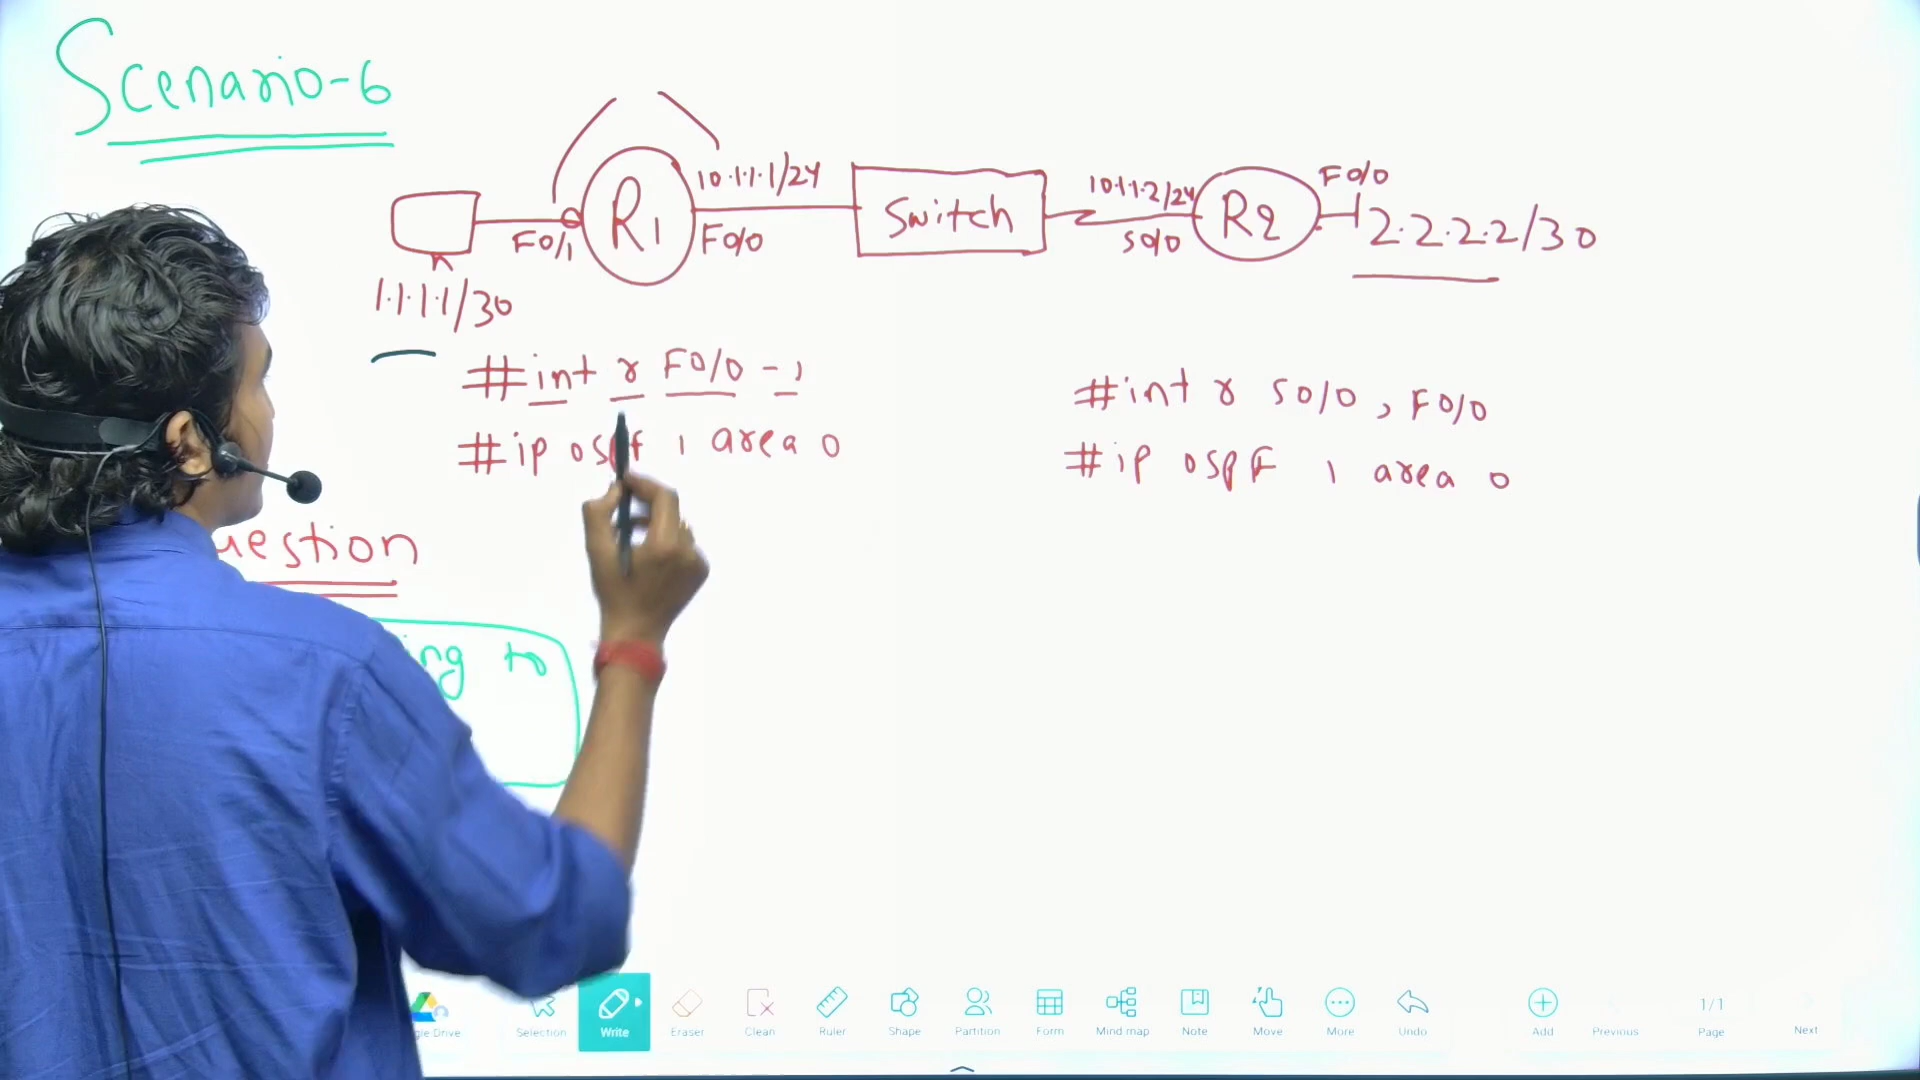 Scenario-6
10.1.1.1/24
10.1.1.2/24
F0/0
R1
Switch
R2
2.2.2.2/30
F0/1
F0/0
S0/0
1.1.1.1/30
#int r F0/0 - 1
#int r S0/0, F0/0
#ip ospf 1 area 0
#ip ospF 1 area 0
uestion
ng to
gle Drive
Selection
Write
Eraser
Clean
Ruler
Shape
Partition
Form
Mind map
Note
Move
More
Undo
Add
Previous
1/1
Page
Next